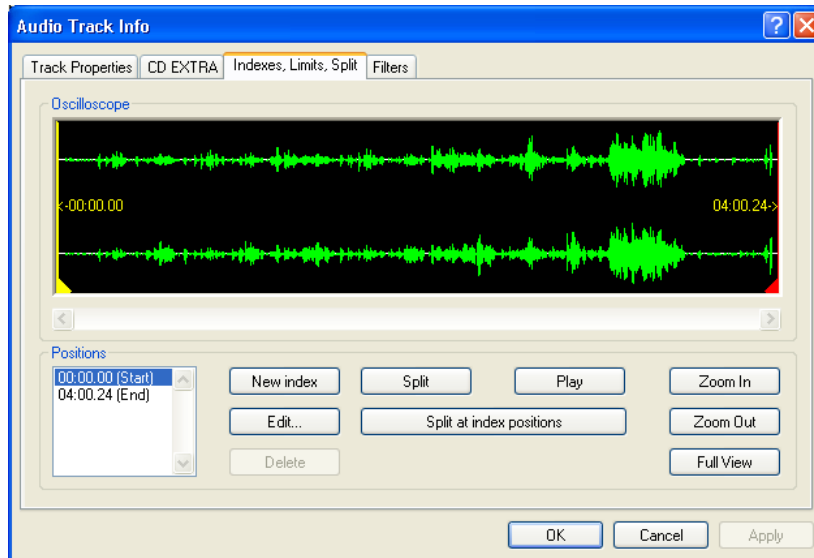 Audio Track Info
Track Properties CD EXTRA Indexes, Limits, Split Filters
Oscilloscope
<-00:00.00 04:00.24->
Positions
00:00.00 (Start)
04:00.24 (End)
New index Split Play Zoom In
Edit... Split at index positions Zoom Out
Delete Full View
OK Cancel Apply